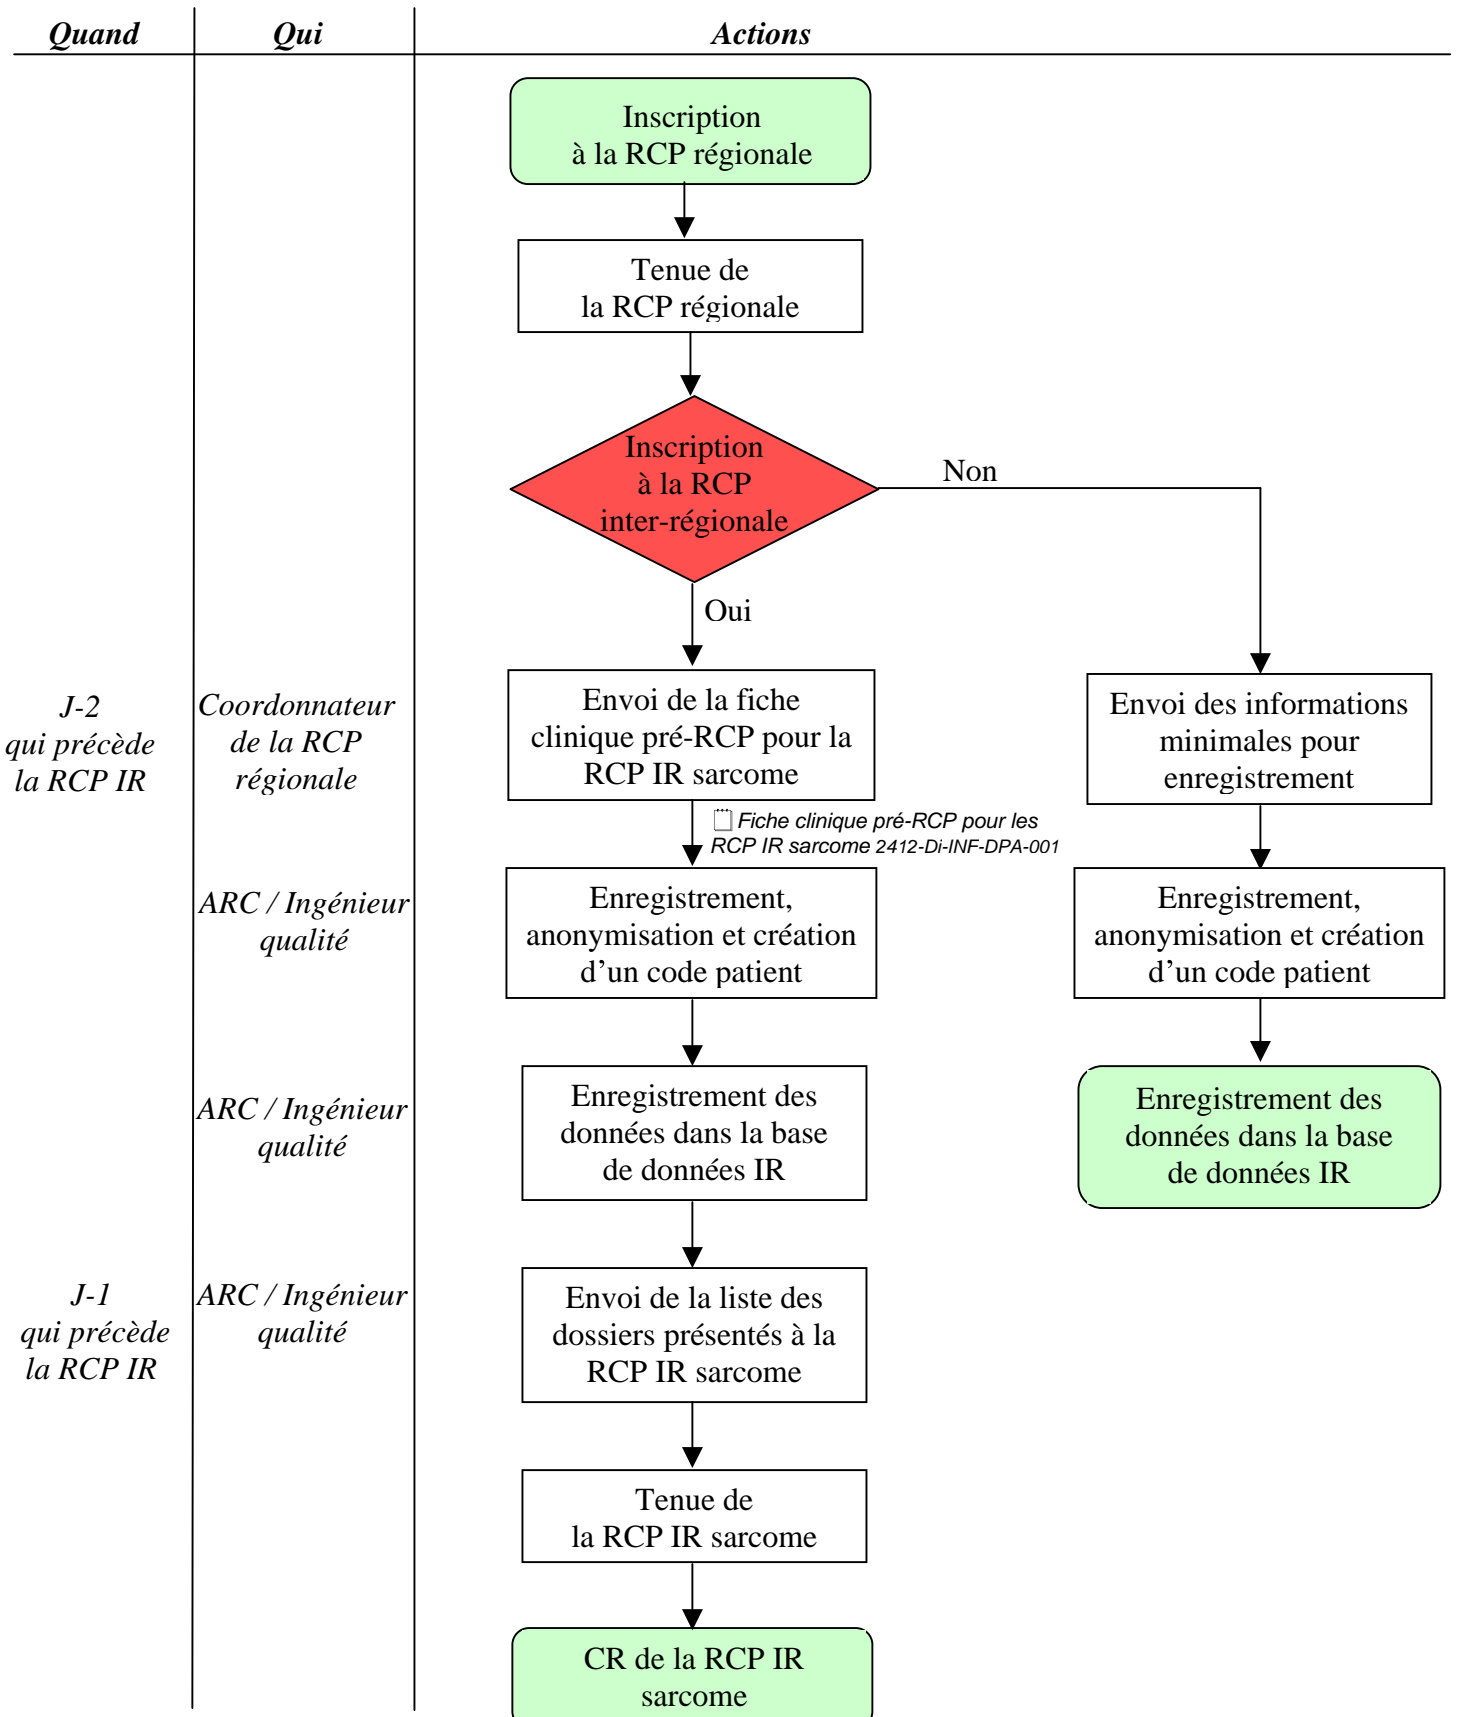 Quand
Qui
Actions
Inscription
à la RCP régionale
Tenue de
la RCP régionale
Inscription
à la RCP
inter-régionale
Non
Oui
J-2
qui précède
la RCP IR
Coordonnateur
de la RCP
régionale
Envoi de la fiche
clinique pré-RCP pour la
RCP IR sarcome
Envoi des informations
minimales pour
enregistrement
Fiche clinique pré-RCP pour les
RCP IR sarcome 2412-Di-INF-DPA-001
ARC / Ingénieur
qualité
Enregistrement,
anonymisation et création
d’un code patient
Enregistrement,
anonymisation et création
d’un code patient
ARC / Ingénieur
qualité
Enregistrement des
données dans la base
de données IR
Enregistrement des
données dans la base
de données IR
J-1
qui précède
la RCP IR
ARC / Ingénieur
qualité
Envoi de la liste des
dossiers présentés à la
RCP IR sarcome
Tenue de
la RCP IR sarcome
CR de la RCP IR
sarcome